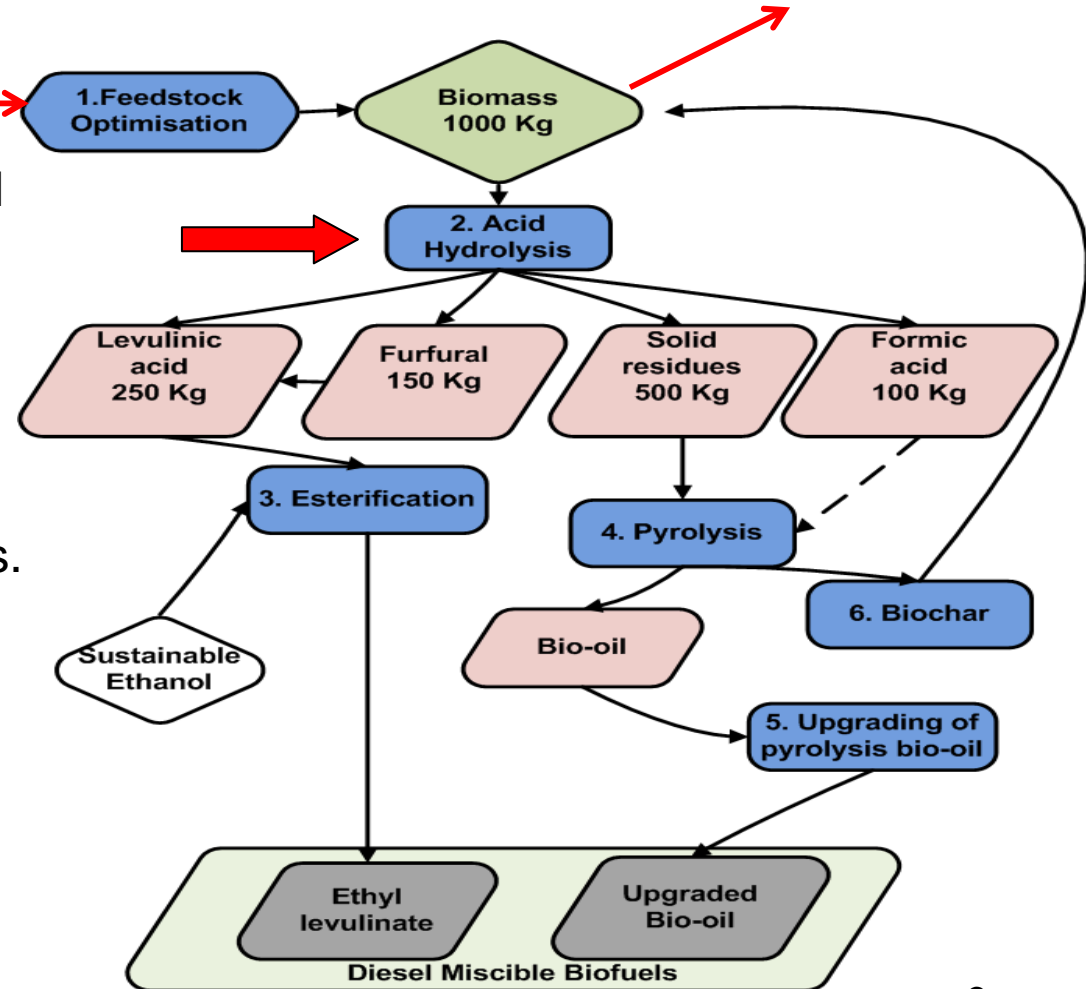 1.Feedstock
Optimisation
Biomass
1000 Kg
2. Acid
Hydrolysis
Levulinic
acid
250 Kg
Furfural
150 Kg
Solid
residues
500 Kg
Formic
acid
100 Kg
3. Esterification
4. Pyrolysis
s.
6. Biochar
Bio-oil
Sustainable
Ethanol
5. Upgrading of
pyrolysis bio-oil
Ethyl
levulinate
Upgraded
Bio-oil
Diesel Miscible Biofuels